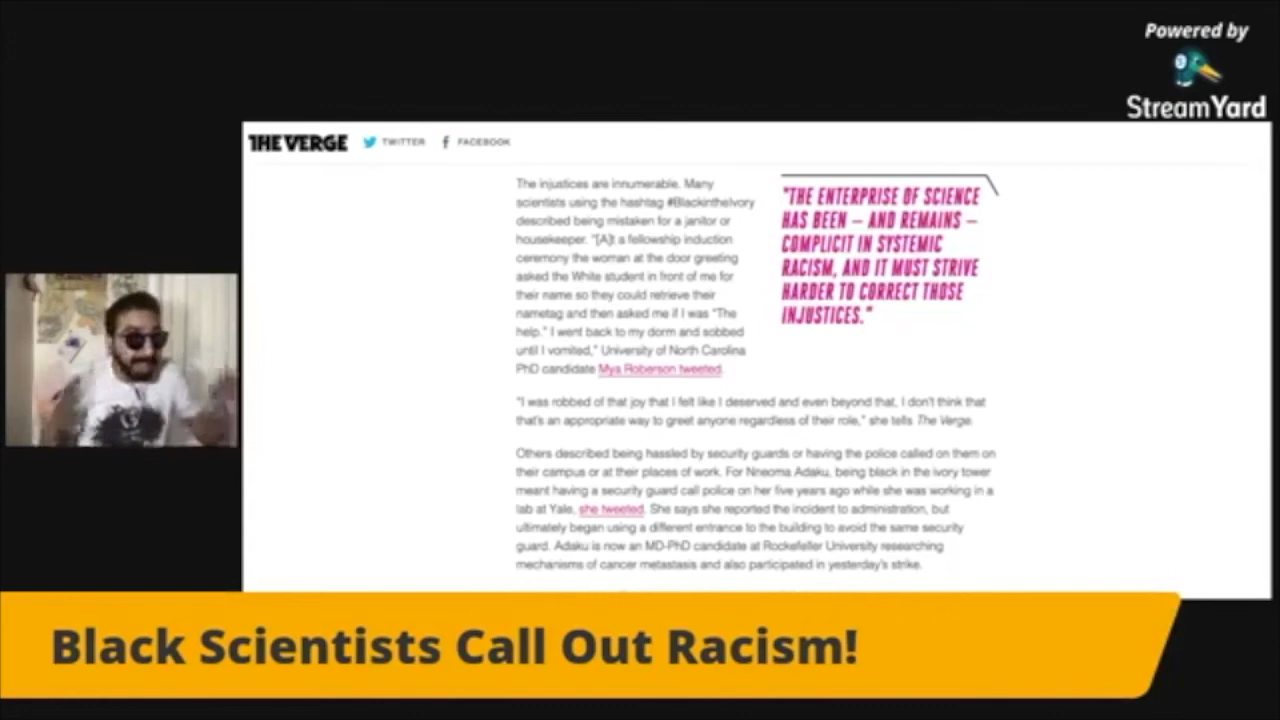 Powered by
StreamYard
THE VERGE TWITTER FACEBOOK
The injustices are innumerable. Many
scientists using the hashtag #BlackintheIvory
described being mistaken for a janitor or
housekeeper. "[A]t a fellowship induction
ceremony the woman at the door greeting
asked the White student in front of me for
their name so they could retrieve their
nametag and then asked me if I was "The
help." I went back to my dorm and sobbed
until I vomited," University of North Carolina
PhD candidate Mya Roberson tweeted.
"THE ENTERPRISE OF SCIENCE
HAS BEEN — AND REMAINS —
COMPLICIT IN SYSTEMIC
RACISM, AND IT MUST STRIVE
HARDER TO CORRECT THOSE
INJUSTICES."
"I was robbed of that joy that I felt like I deserved and even beyond that, I don't think that
that's an appropriate way to greet anyone regardless of their role," she tells The Verge.
Others described being hassled by security guards or having the police called on them on
their campus or at their places of work. For Nneoma Adaku, being black in the ivory tower
meant having a security guard call police on her five years ago while she was working in a
lab at Yale, she tweeted. She says she reported the incident to administration, but
ultimately began using a different entrance to the building to avoid the same security
guard. Adaku is now an MD-PhD candidate at Rockefeller University researching
mechanisms of cancer metastasis and also participated in yesterday's strike.
Black Scientists Call Out Racism!